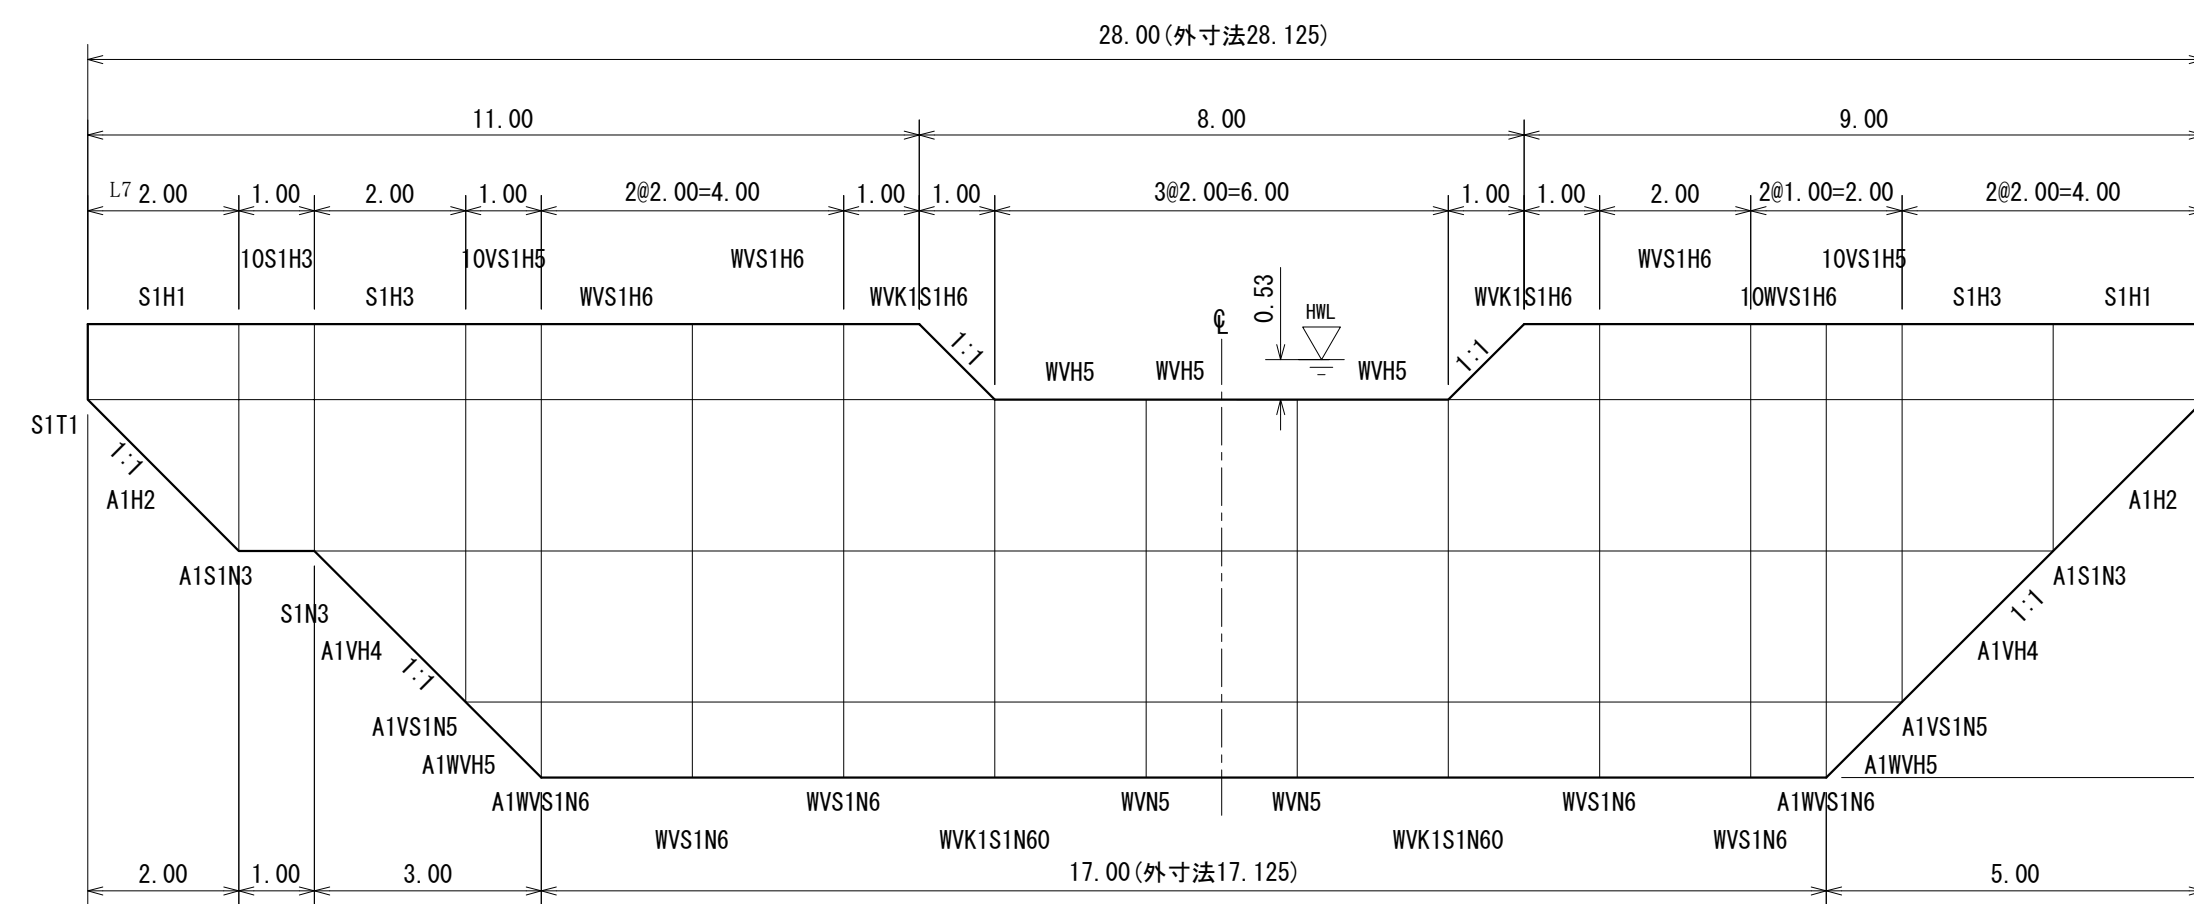 28.00(外寸法28.125)
11.00 8.00 9.00
L7 2.00 1.00 2.00 1.00 2@2.00=4.00 1.00 1.00 3@2.00=6.00 1.00 1.00 2.00 2@1.00=2.00 2@2.00=4.00
10S1H3 10VS1H5 WVS1H6 WVS1H6 10VS1H5
S1H1 S1H3 WVS1H6 WVK1S1H6 0.53 WVK1S1H6 10WVS1H6 S1H3 S1H1
℄ HWL
1:1 1:1
WVH5 WVH5 WVH5
S1T1
1:1
A1H2 A1H2
A1S1N3 A1S1N3
S1N3 1:1
A1VH4 A1VH4
1:1
A1VS1N5 A1VS1N5
A1WVH5 A1WVH5
A1WVS1N6 WVS1N6 WVN5 WVN5 WVS1N6 A1WVS1N6
WVS1N6 WVK1S1N60 WVK1S1N60 WVS1N6
2.00 1.00 3.00 17.00(外寸法17.125) 5.00